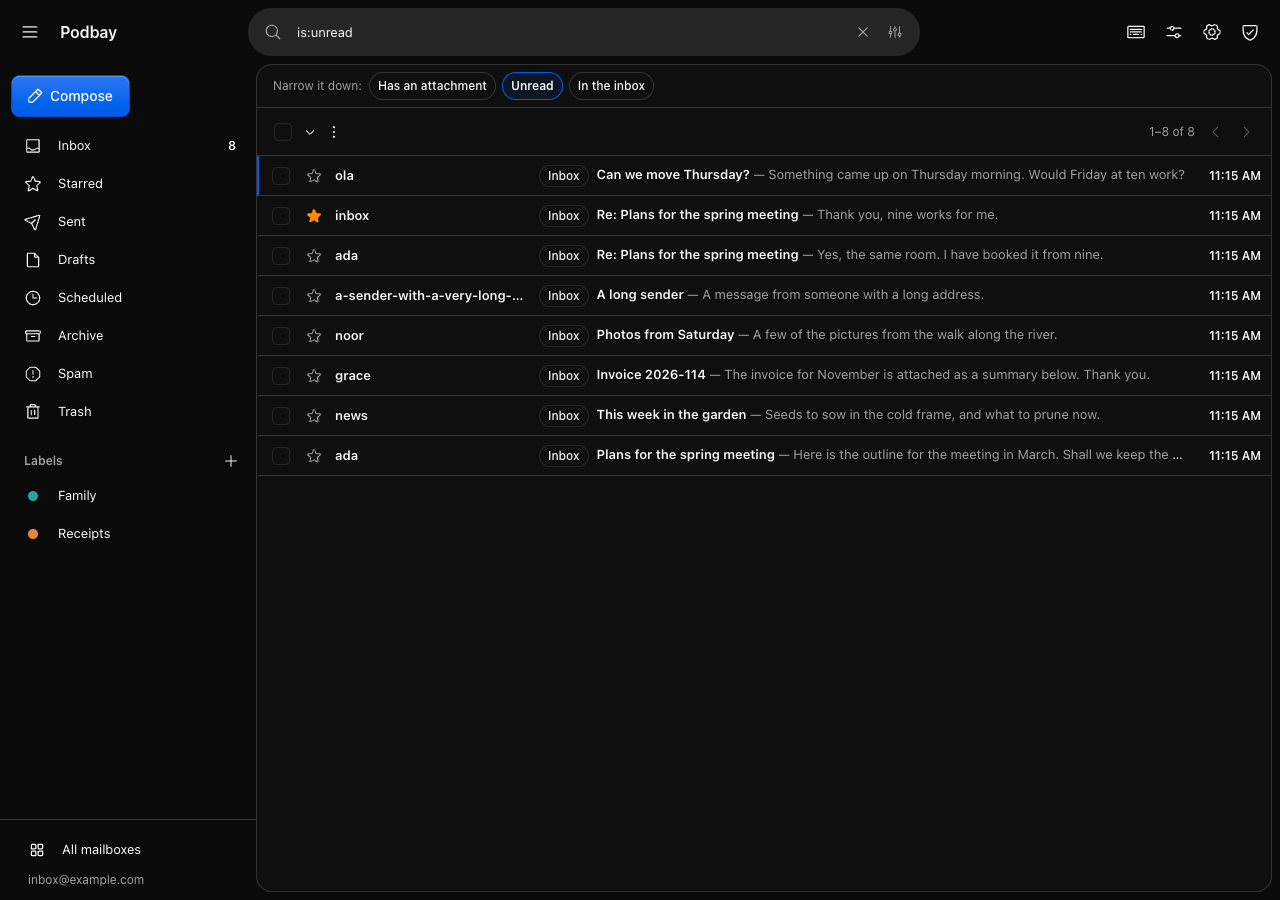 Podbay
is:unread
Compose
Narrow it down: Has an attachment Unread In the inbox
1–8 of 8
Inbox 8
Starred
Sent
Drafts
Scheduled
Archive
Spam
Trash
Labels
Family
Receipts
ola Inbox Can we move Thursday? — Something came up on Thursday morning. Would Friday at ten work? 11:15 AM
inbox Inbox Re: Plans for the spring meeting — Thank you, nine works for me. 11:15 AM
ada Inbox Re: Plans for the spring meeting — Yes, the same room. I have booked it from nine. 11:15 AM
a-sender-with-a-very-long-... Inbox A long sender — A message from someone with a long address. 11:15 AM
noor Inbox Photos from Saturday — A few of the pictures from the walk along the river. 11:15 AM
grace Inbox Invoice 2026-114 — The invoice for November is attached as a summary below. Thank you. 11:15 AM
news Inbox This week in the garden — Seeds to sow in the cold frame, and what to prune now. 11:15 AM
ada Inbox Plans for the spring meeting — Here is the outline for the meeting in March. Shall we keep the ... 11:15 AM
All mailboxes
inbox@example.com